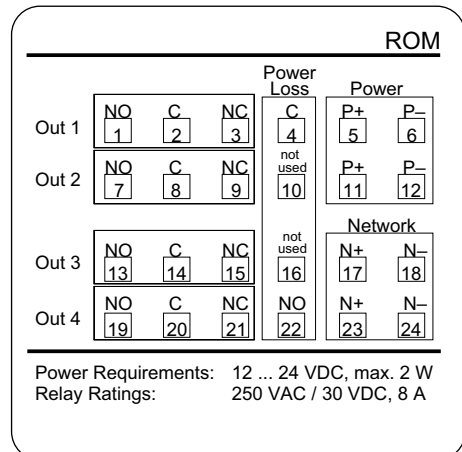 ROM
Power
Loss Power
NO C NC C P+ P–
Out 1 1 2 3 4 5 6
not
NO C NC used P+ P–
Out 2 7 8 9 10 11 12
Network
not
NO C NC used N+ N–
Out 3 13 14 15 16 17 18
NO C NC NO N+ N–
Out 4 19 20 21 22 23 24
Power Requirements: 12 ... 24 VDC, max. 2 W
Relay Ratings: 250 VAC / 30 VDC, 8 A